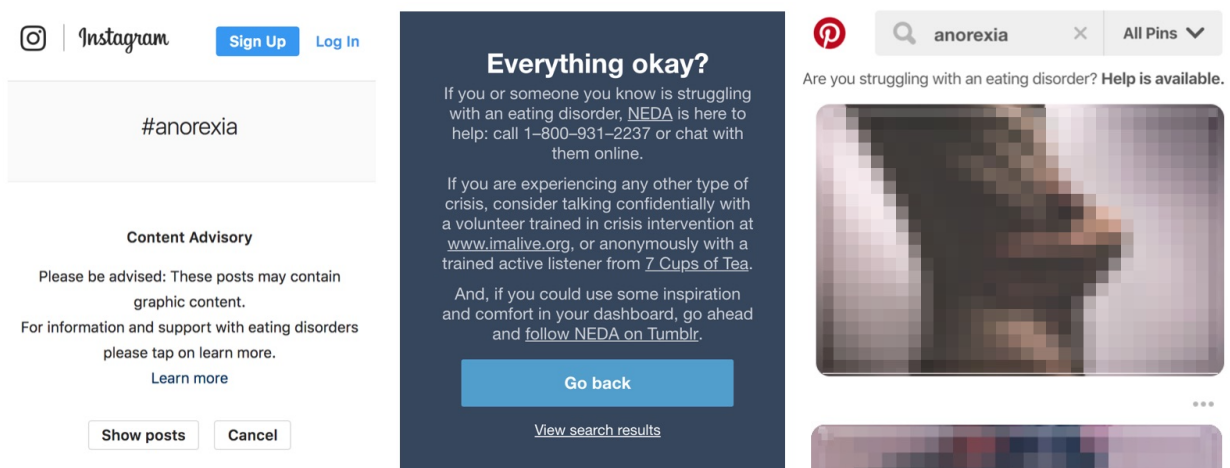 Instagram
Sign Up
Log In
#anorexia
Content Advisory
Please be advised: These posts may contain
graphic content.
For information and support with eating disorders
please tap on learn more.
Learn more
Show posts
Cancel
Everything okay?
If you or someone you know is struggling
with an eating disorder, NEDA is here to
help: call 1–800–931–2237 or chat with
them online.
If you are experiencing any other type of
crisis, consider talking confidentially with
a volunteer trained in crisis intervention at
www.imalive.org, or anonymously with a
trained active listener from 7 Cups of Tea.
And, if you could use some inspiration
and comfort in your dashboard, go ahead
and follow NEDA on Tumblr.
Go back
View search results
anorexia
All Pins
Are you struggling with an eating disorder? Help is available.